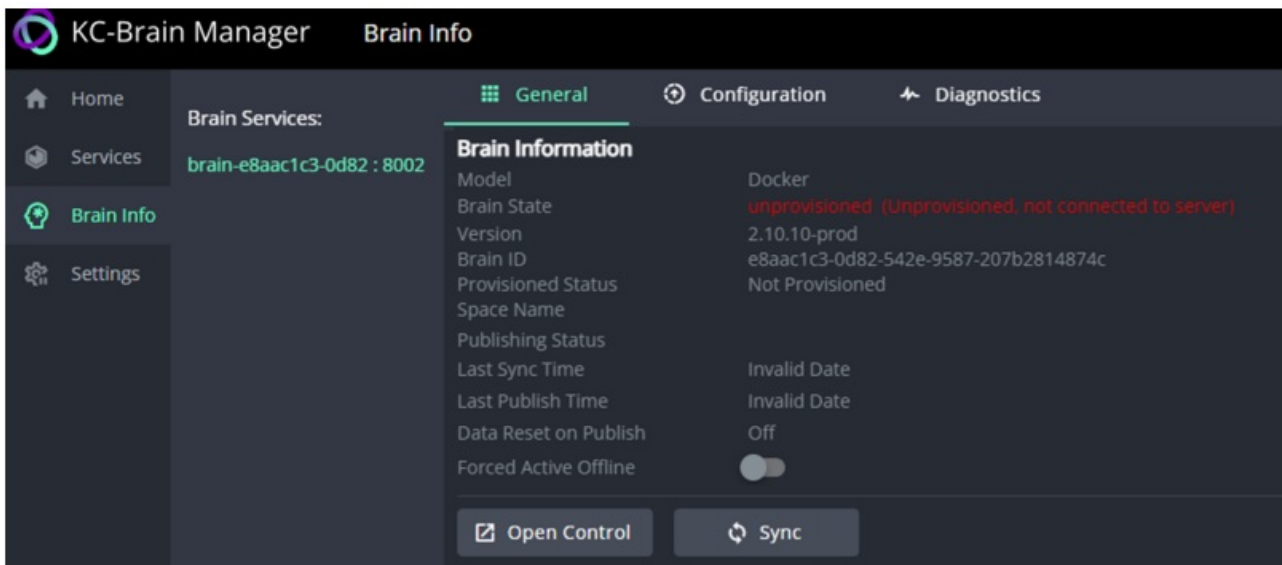 KC-Brain Manager
Brain Info
Home
Services
Brain Info
Settings
Brain Services:
brain-e8aac1c3-0d82 : 8002
General
Configuration
Diagnostics
Brain Information
Model Docker
Brain State unprovisioned (Unprovisioned, not connected to server)
Version 2.10.10-prod
Brain ID e8aac1c3-0d82-542e-9587-207b2814874c
Provisioned Status Not Provisioned
Space Name
Publishing Status
Last Sync Time Invalid Date
Last Publish Time Invalid Date
Data Reset on Publish Off
Forced Active Offline
Open Control
Sync